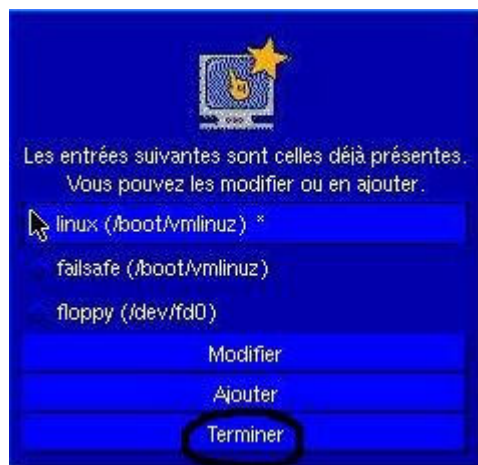 Les entrées suivantes sont celles déjà présentes.
Vous pouvez les modifier ou en ajouter.
linux (/boot/vmlinuz) *
failsafe (/boot/vmlinuz)
floppy (/dev/fd0)
Modifier
Ajouter
Terminer